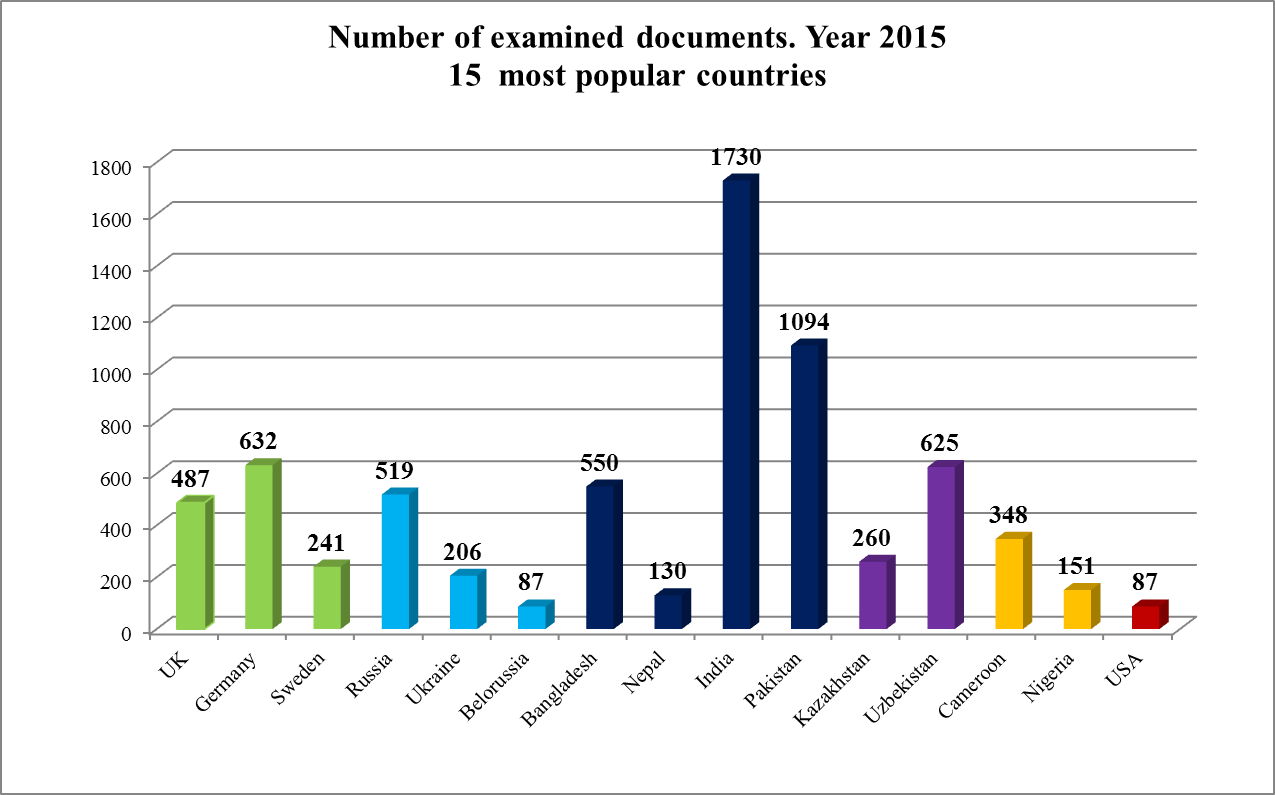 Number of examined documents. Year 2015
15 most popular countries
1800
1600
1400
1200
1000
800
600
400
200
0
487
632
241
519
206
87
550
130
1730
1094
260
625
348
151
87
UK
Germany
Sweden
Russia
Ukraine
Belorussia
Bangladesh
Nepal
India
Pakistan
Kazakhstan
Uzbekistan
Cameroon
Nigeria
USA